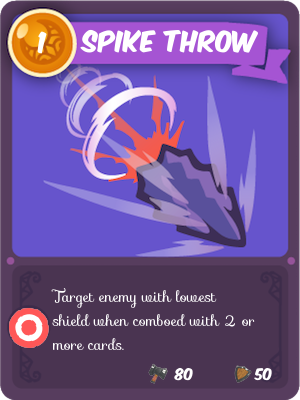 1
SPIKE THROW
Target enemy with lowest
shield when comboed with 2 or
more cards.
80 50